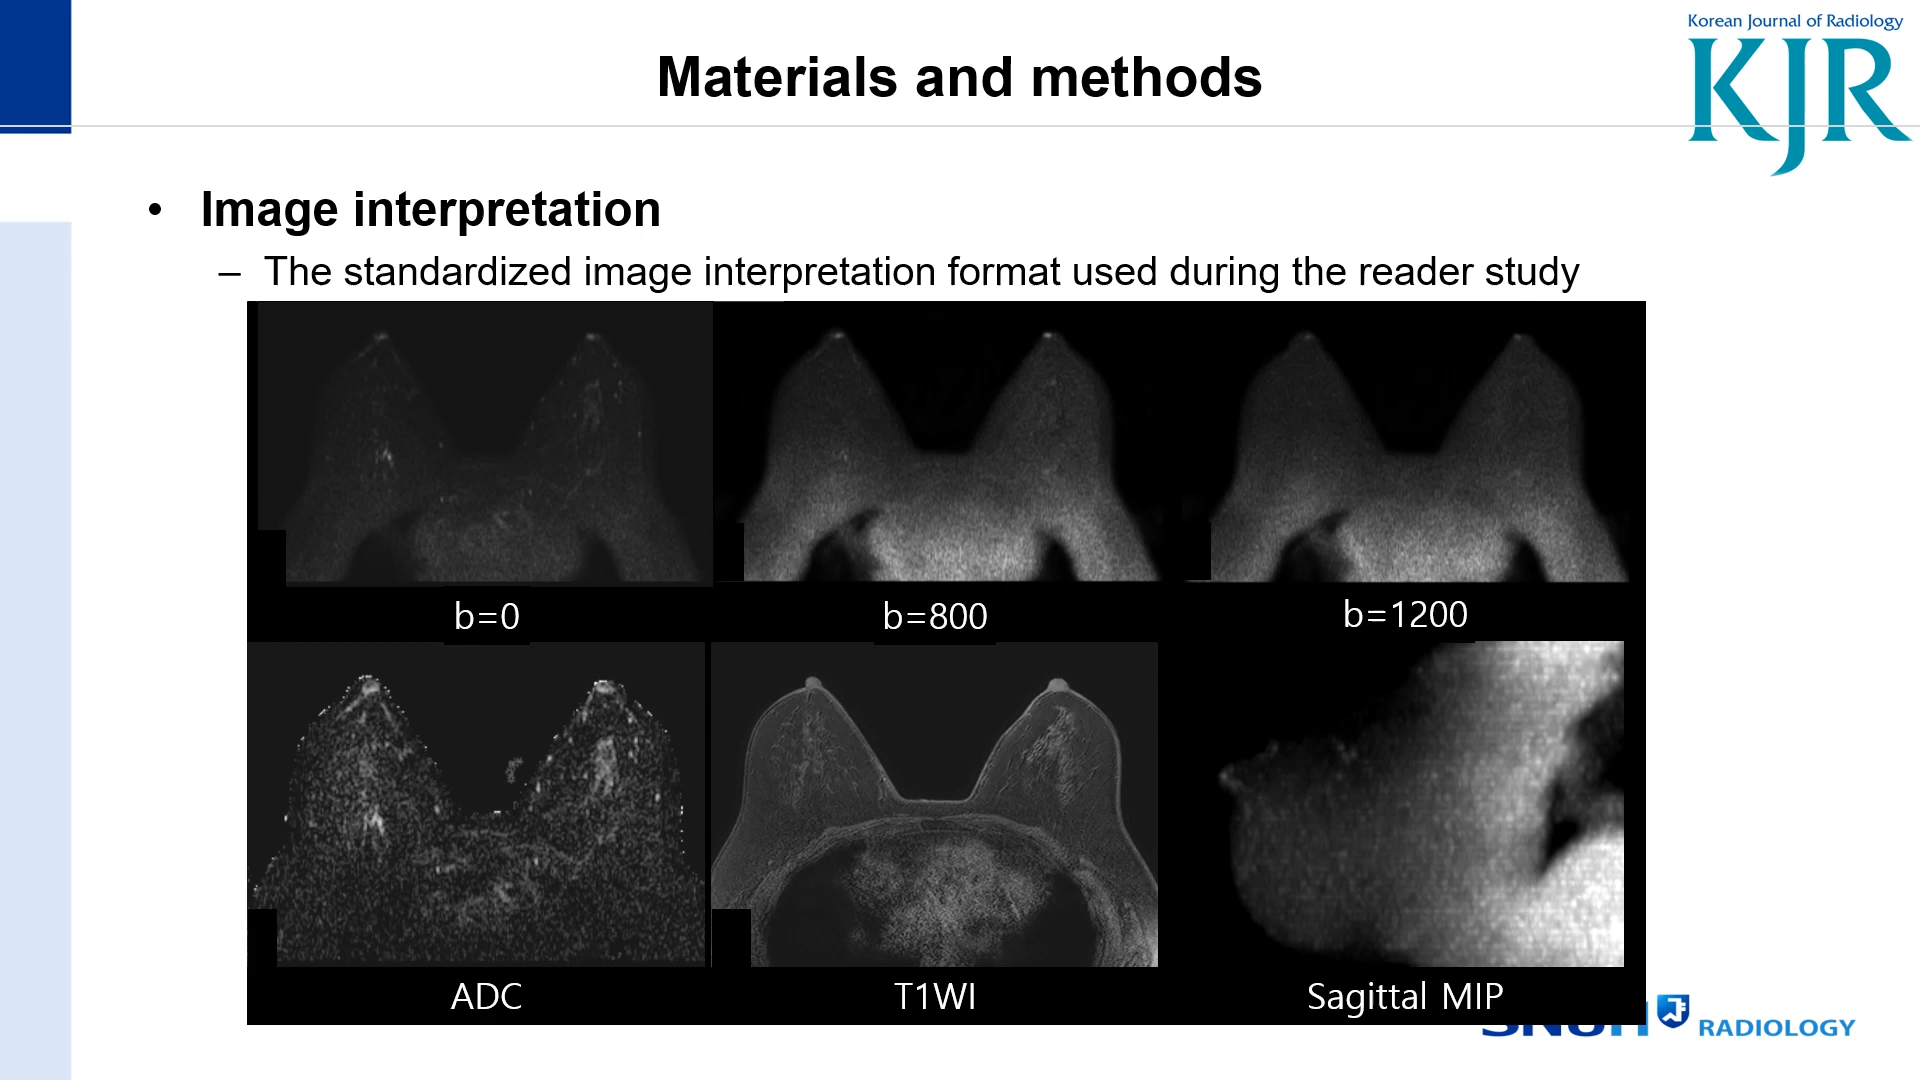 Korean Journal of Radiology
KJR
Materials and methods
• Image interpretation
– The standardized image interpretation format used during the reader study
b=0
b=800
b=1200
ADC
T1WI
Sagittal MIP
RADIOLOGY